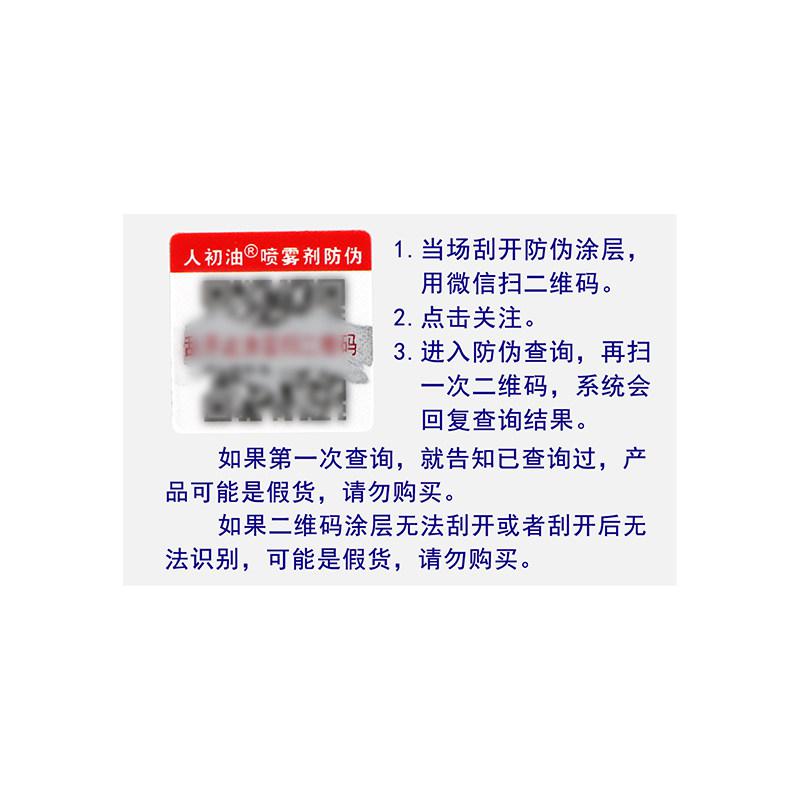 人初油®喷雾剂防伪
1. 当场刮开防伪涂层，
用微信扫二维码。
2. 点击关注。
3. 进入防伪查询，再扫
一次二维码，系统会
回复查询结果。
如果第一次查询，就告知已查询过，产
品可能是假货，请勿购买。
如果二维码涂层无法刮开或者刮开后无
法识别，可能是假货，请勿购买。